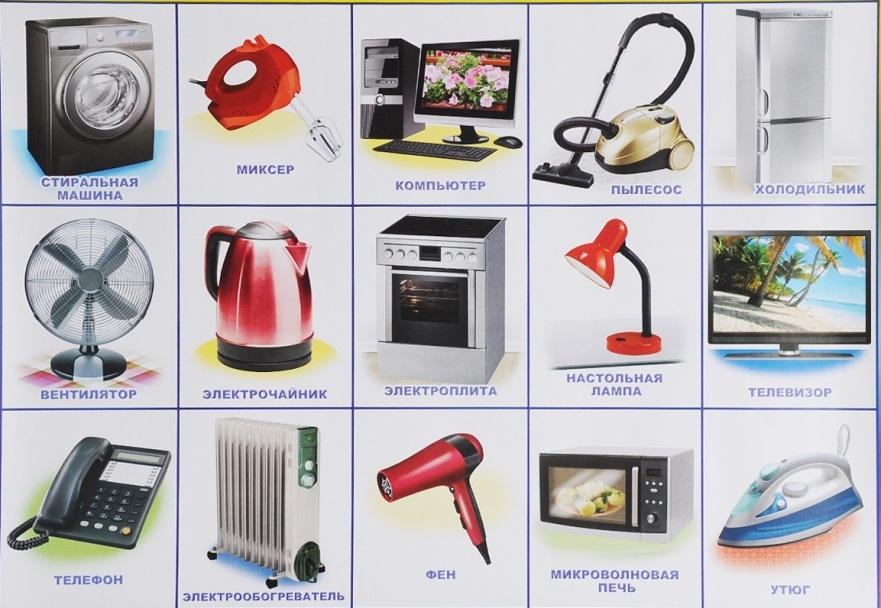 СТИРАЛЬНАЯ
МАШИНА
МИКСЕР
КОМПЬЮТЕР
ПЫЛЕСОС
ХОЛОДИЛЬНИК
ВЕНТИЛЯТОР
ЭЛЕКТРОЧАЙНИК
ЭЛЕКТРОПЛИТА
НАСТОЛЬНАЯ
ЛАМПА
ТЕЛЕВИЗОР
ТЕЛЕФОН
ЭЛЕКТРООБОГРЕВАТЕЛЬ
ФЕН
МИКРОВОЛНОВАЯ
ПЕЧЬ
УТЮГ